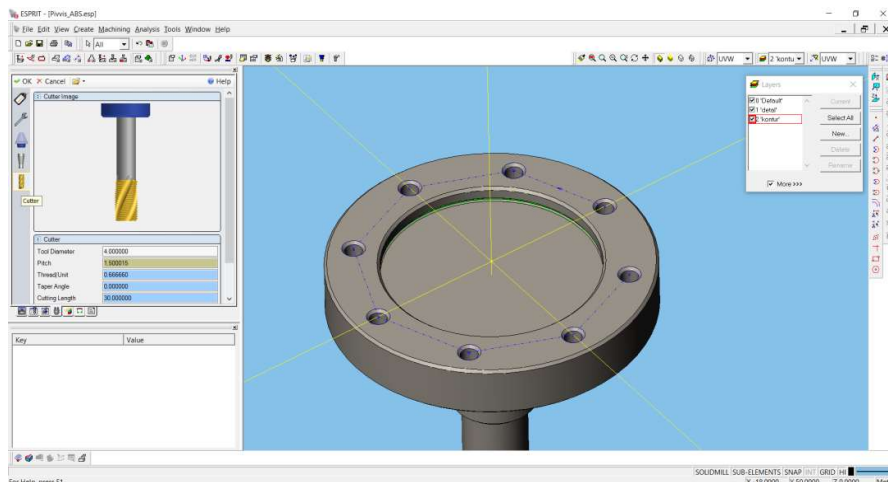 ESPRIT - [Pivvis_ABS.esp]
File Edit View Create Machining Analysis Tools Window Help
All
UVW
2 'kontu
UVW
OK Cancel Help
Cutter Image
Cutter
Cutter
Tool Diameter 4.000000
Pitch 1.500015
Thread/Unit 0.666660
Taper Angle 0.000000
Cutting Length 30.000000
Key Value
Layers
0 'Default'
1 'detal'
2 'kontur'
Current
Select All
New...
Delete
Rename
More >>>
SOLIDMILL SUB-ELEMENTS SNAP INT GRID HI
For Help, press F1